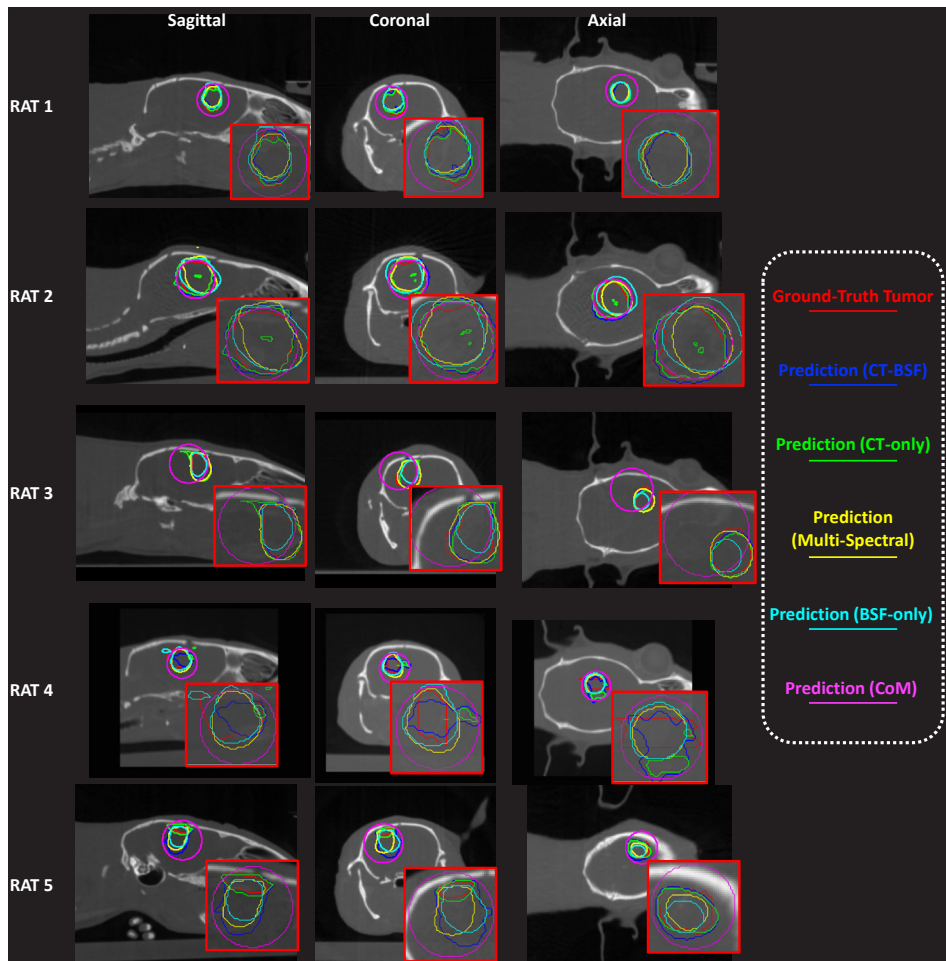 Sagittal Coronal Axial
RAT 1
RAT 2
Ground-Truth Tumor
Prediction (CT-BSF)
Prediction (CT-only)
RAT 3
Prediction
(Multi-Spectral)
Prediction (BSF-only)
RAT 4
Prediction (CoM)
RAT 5